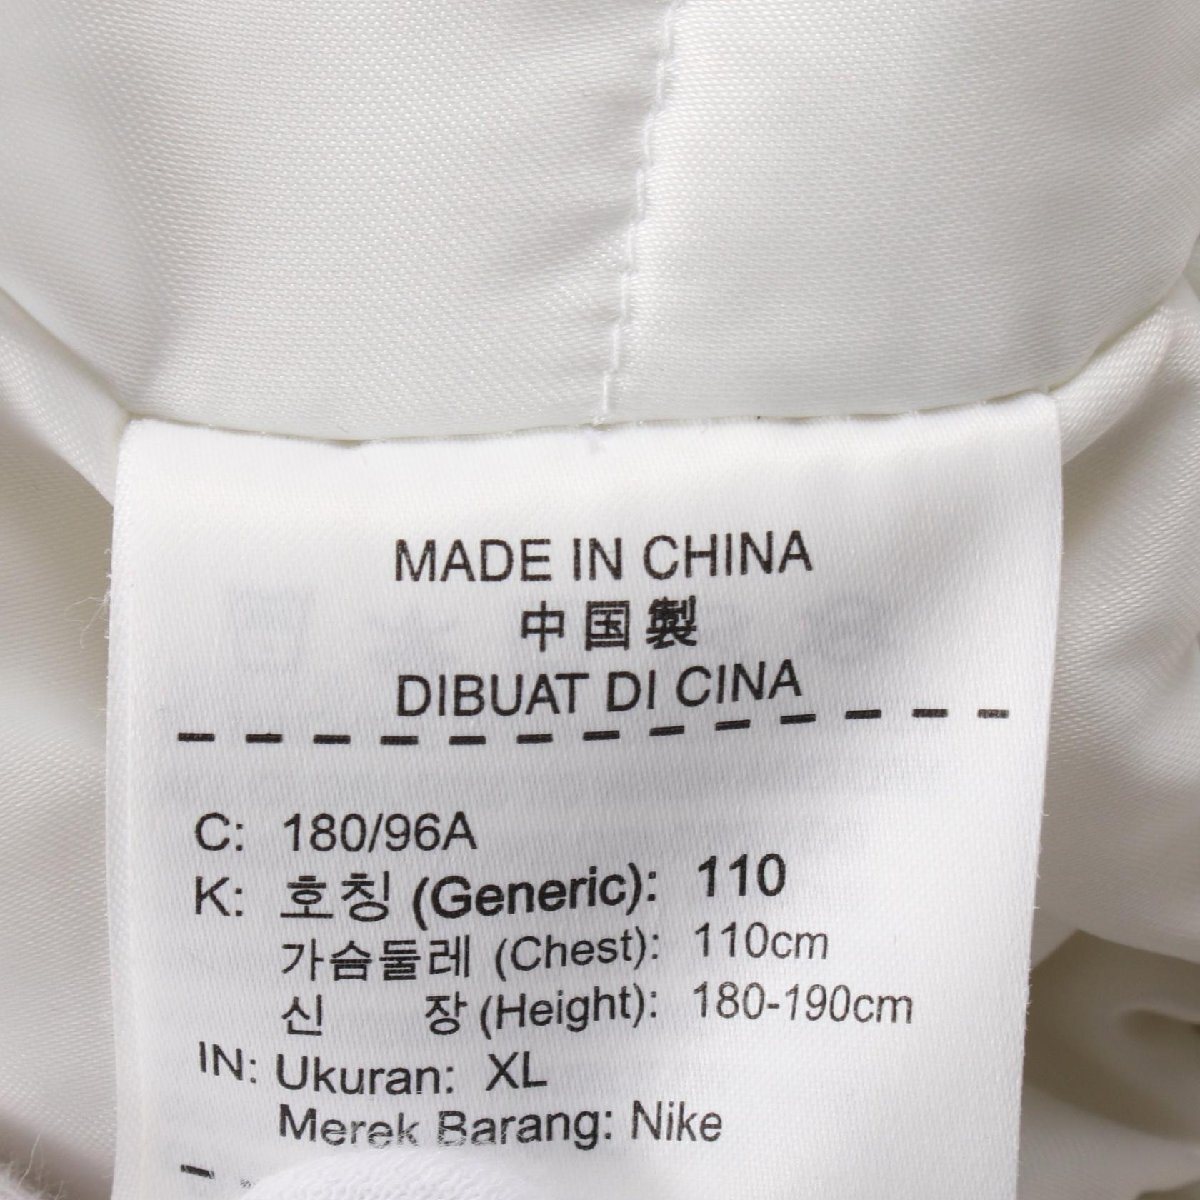 MADE IN CHINA
中国製
DIBUAT DI CINA
C: 180/96A
K: 호칭 (Generic): 110
가슴둘레 (Chest): 110cm
신 장 (Height): 180-190cm
IN: Ukuran: XL
Merek Barang: Nike